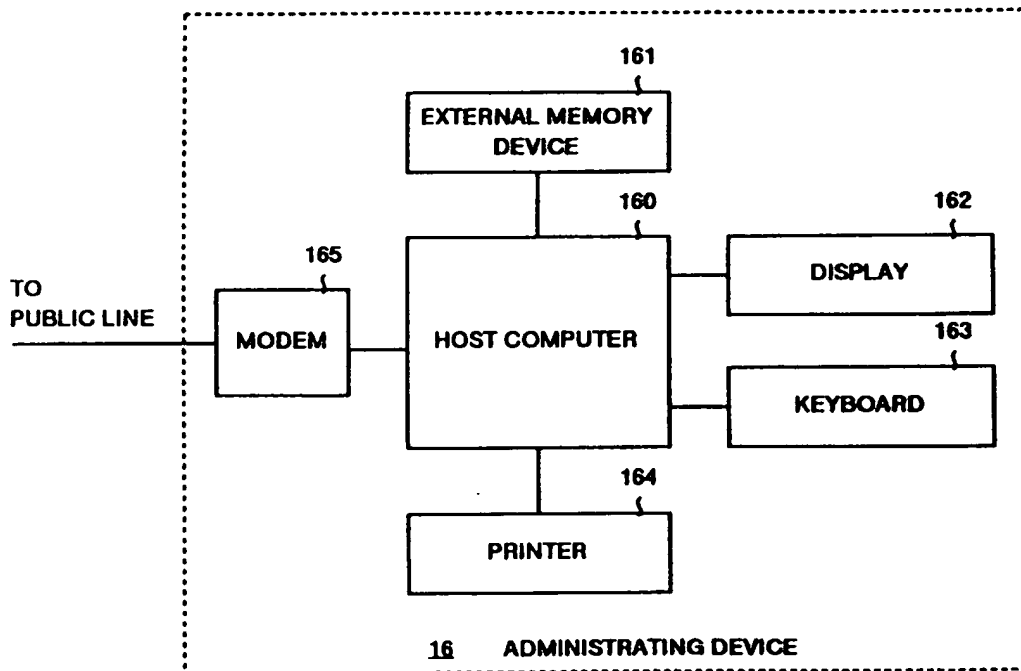 161
EXTERNAL MEMORY
DEVICE
160
162
165
DISPLAY
TO
PUBLIC LINE
MODEM
HOST COMPUTER
163
KEYBOARD
164
PRINTER
16 ADMINISTRATING DEVICE